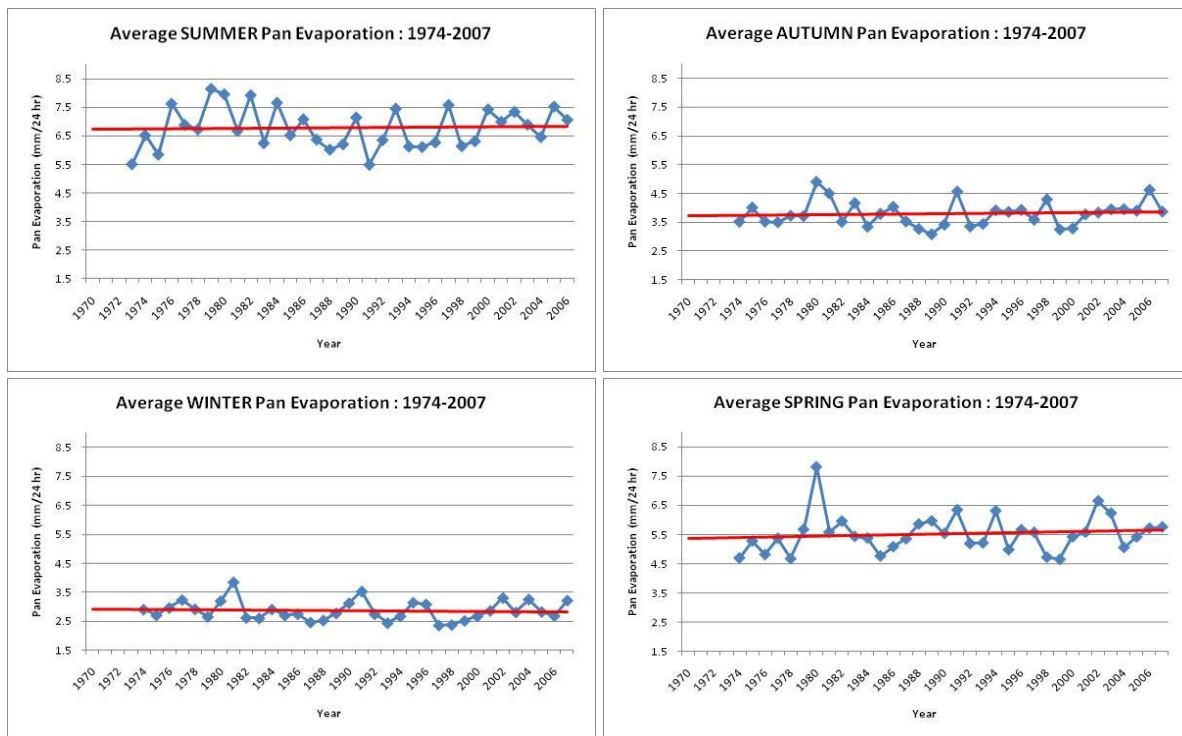 Average SUMMER Pan Evaporation : 1974-2007
Pan Evaporation (mm/24 hr)
8.5
7.5
6.5
5.5
4.5
3.5
2.5
1.5
1970 1972 1974 1976 1978 1980 1982 1984 1986 1988 1990 1992 1994 1996 1998 2000 2002 2004 2006
Year
Average AUTUMN Pan Evaporation : 1974-2007
Pan Evaporation (mm/24 hr)
8.5
7.5
6.5
5.5
4.5
3.5
2.5
1.5
1970 1972 1974 1976 1978 1980 1982 1984 1986 1988 1990 1992 1994 1996 1998 2000 2002 2004 2006
Year
Average WINTER Pan Evaporation : 1974-2007
Pan Evaporation (mm/24 hr)
8.5
7.5
6.5
5.5
4.5
3.5
2.5
1.5
1970 1972 1974 1976 1978 1980 1982 1984 1986 1988 1990 1992 1994 1996 1998 2000 2002 2004 2006
Year
Average SPRING Pan Evaporation : 1974-2007
Pan Evaporation (mm/24 hr)
8.5
7.5
6.5
5.5
4.5
3.5
2.5
1.5
1970 1972 1974 1976 1978 1980 1982 1984 1986 1988 1990 1992 1994 1996 1998 2000 2002 2004 2006
Year